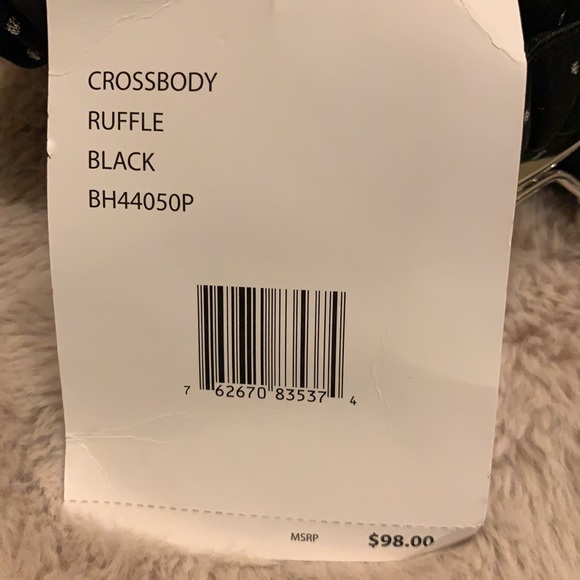 CROSSBODY
RUFFLE
BLACK
BH44050P
7 62670 83537 4
MSRP $98.00